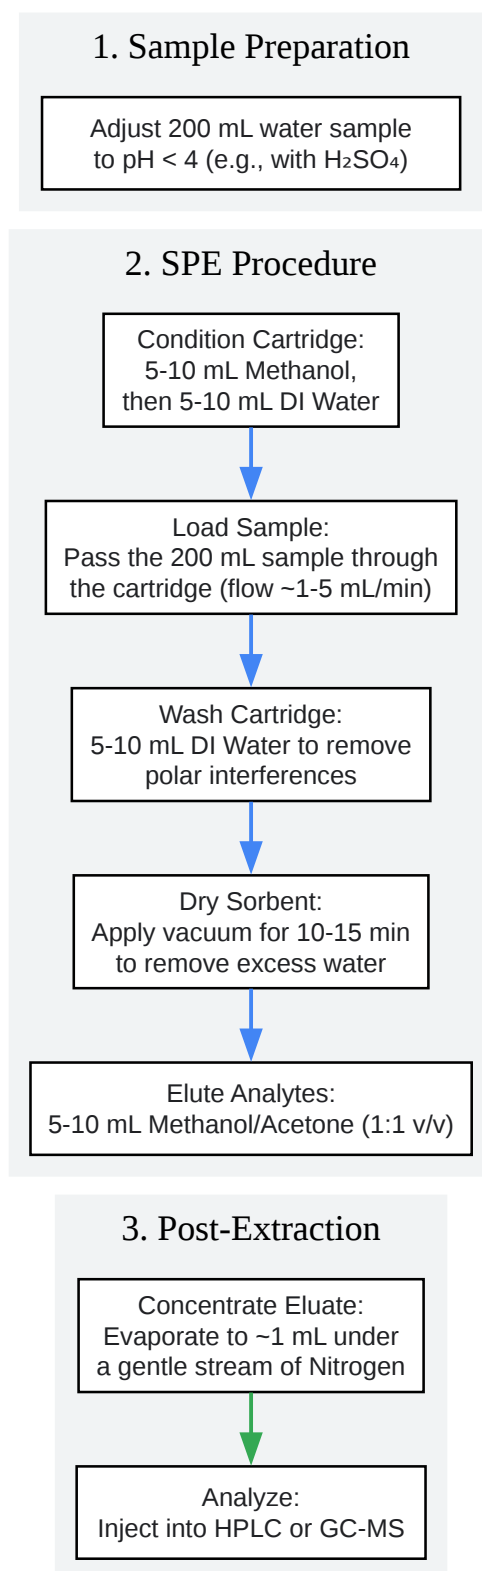 1. Sample Preparation
Adjust 200 mL water sample
to pH < 4 (e.g., with H₂SO₄)
2. SPE Procedure
Condition Cartridge:
5-10 mL Methanol,
then 5-10 mL DI Water
Load Sample:
Pass the 200 mL sample through
the cartridge (flow ~1-5 mL/min)
Wash Cartridge:
5-10 mL DI Water to remove
polar interferences
Dry Sorbent:
Apply vacuum for 10-15 min
to remove excess water
Elute Analytes:
5-10 mL Methanol/Acetone (1:1 v/v)
3. Post-Extraction
Concentrate Eluate:
Evaporate to ~1 mL under
a gentle stream of Nitrogen
Analyze:
Inject into HPLC or GC-MS